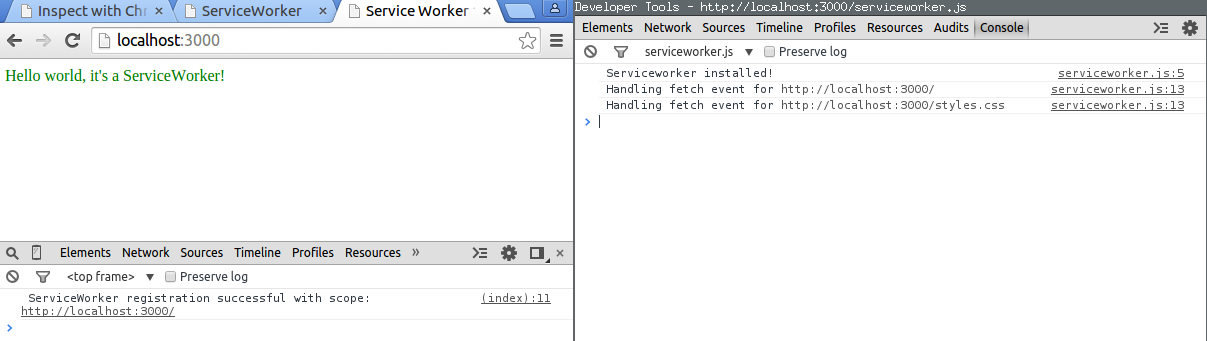 Inspect with Chr
ServiceWorker
Service Worker
localhost:3000
Hello world, it's a ServiceWorker!
Elements Network Sources Timeline Profiles Resources »
<top frame> Preserve log
ServiceWorker registration successful with scope: (index):11
http://localhost:3000/
Developer Tools - http://localhost:3000/serviceworker.js
Elements Network Sources Timeline Profiles Resources Audits Console
serviceworker.js Preserve log
Serviceworker installed! serviceworker.js:5
Handling fetch event for http://localhost:3000/ serviceworker.js:13
Handling fetch event for http://localhost:3000/styles.css serviceworker.js:13